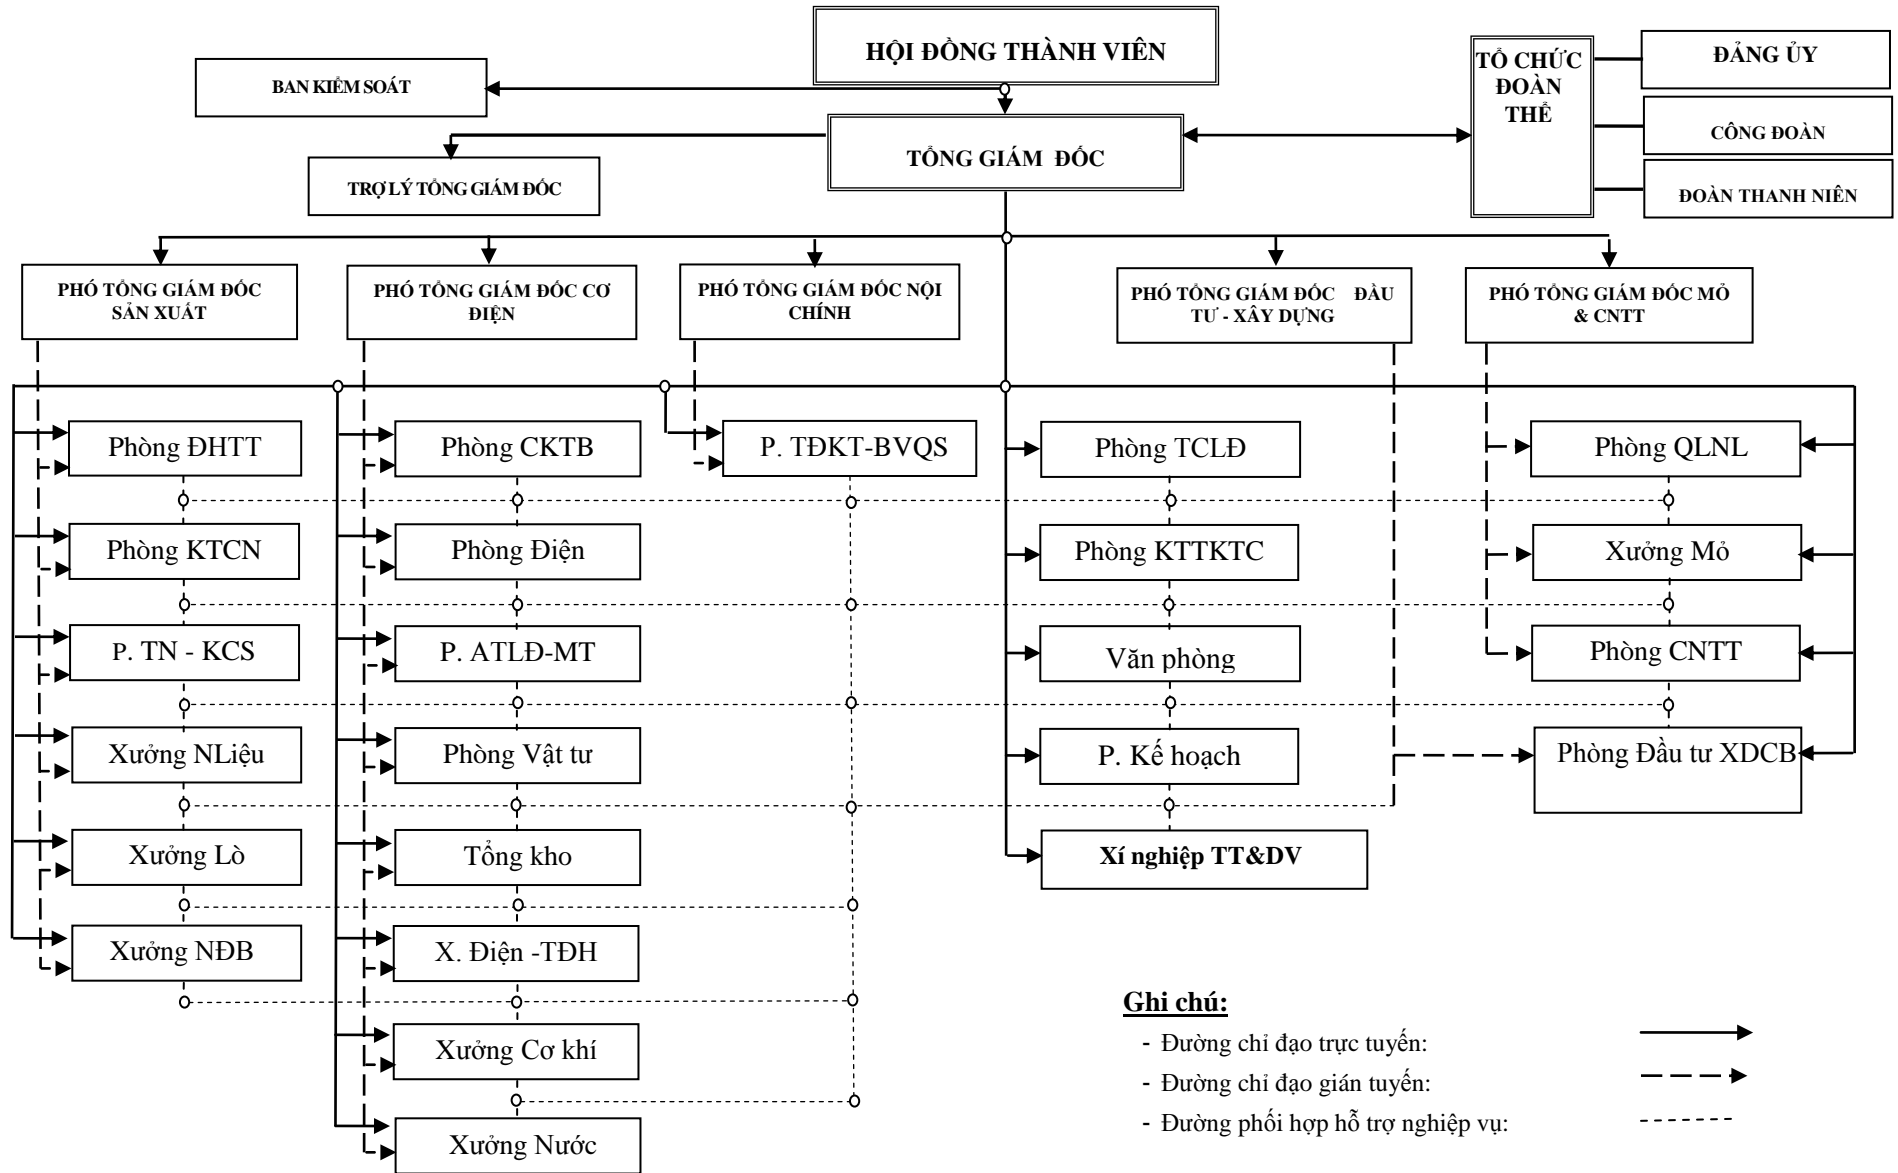 HỘI ĐỒNG THÀNH VIÊN
BAN KIỂM SOÁT
TỔ CHỨC
ĐOÀN
THỂ
ĐẢNG ỦY
CÔNG ĐOÀN
ĐOÀN THANH NIÊN
TỔNG GIÁM ĐỐC
TRỢ LÝ TỔNG GIÁM ĐỐC
PHÓ TỔNG GIÁM ĐỐC
SẢN XUẤT
PHÓ TỔNG GIÁM ĐỐC CƠ
ĐIỆN
PHÓ TỔNG GIÁM ĐỐC NỘI
CHÍNH
PHÓ TỔNG GIÁM ĐỐC ĐẦU
TƯ - XÂY DỰNG
PHÓ TỔNG GIÁM ĐỐC MỎ
& CNTT
Phòng ĐHTT
Phòng CKTB
P. TĐKT-BVQS
Phòng TCLĐ
Phòng QLNL
Phòng KTCN
Phòng Điện
Phòng KTTKTC
Xưởng Mỏ
P. TN - KCS
P. ATLĐ-MT
Văn phòng
Phòng CNTT
Xưởng NLiệu
Phòng Vật tư
P. Kế hoạch
Phòng Đầu tư XDCB
Xưởng Lò
Tổng kho
Xí nghiệp TT&DV
Xưởng NĐB
X. Điện -TĐH
Xưởng Cơ khí
Xưởng Nước
Ghi chú:
- Đường chỉ đạo trực tuyến:
- Đường chỉ đạo gián tuyến:
- Đường phối hợp hỗ trợ nghiệp vụ: